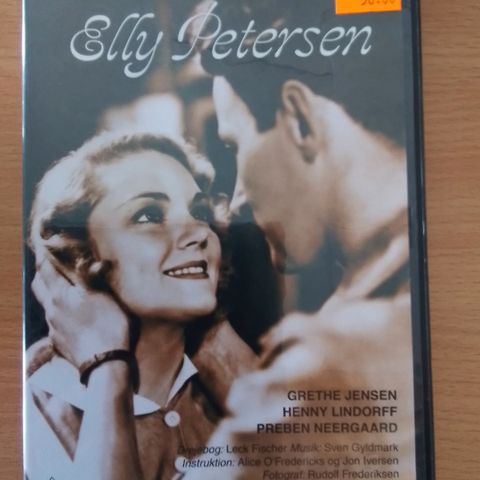 Elly Petersen
GRETHE JENSEN
HENNY LINDORFF
PREBEN NEERGAARD
Drejebog: Leck Fischer Musik: Sven Gyldmark
Instruktion: Alice O'Fredericks og Jon Iversen
Fotograf: Rudolf Frederiksen